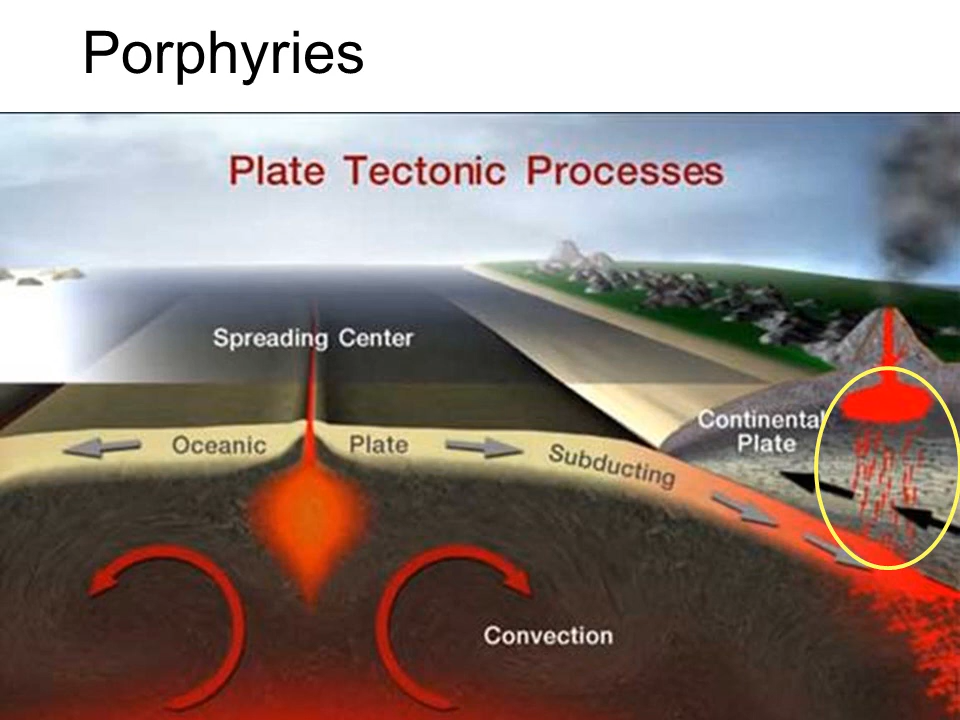 Porphyries
Plate Tectonic Processes
Spreading Center
Continental
Plate
Oceanic Plate
Subducting
Convection